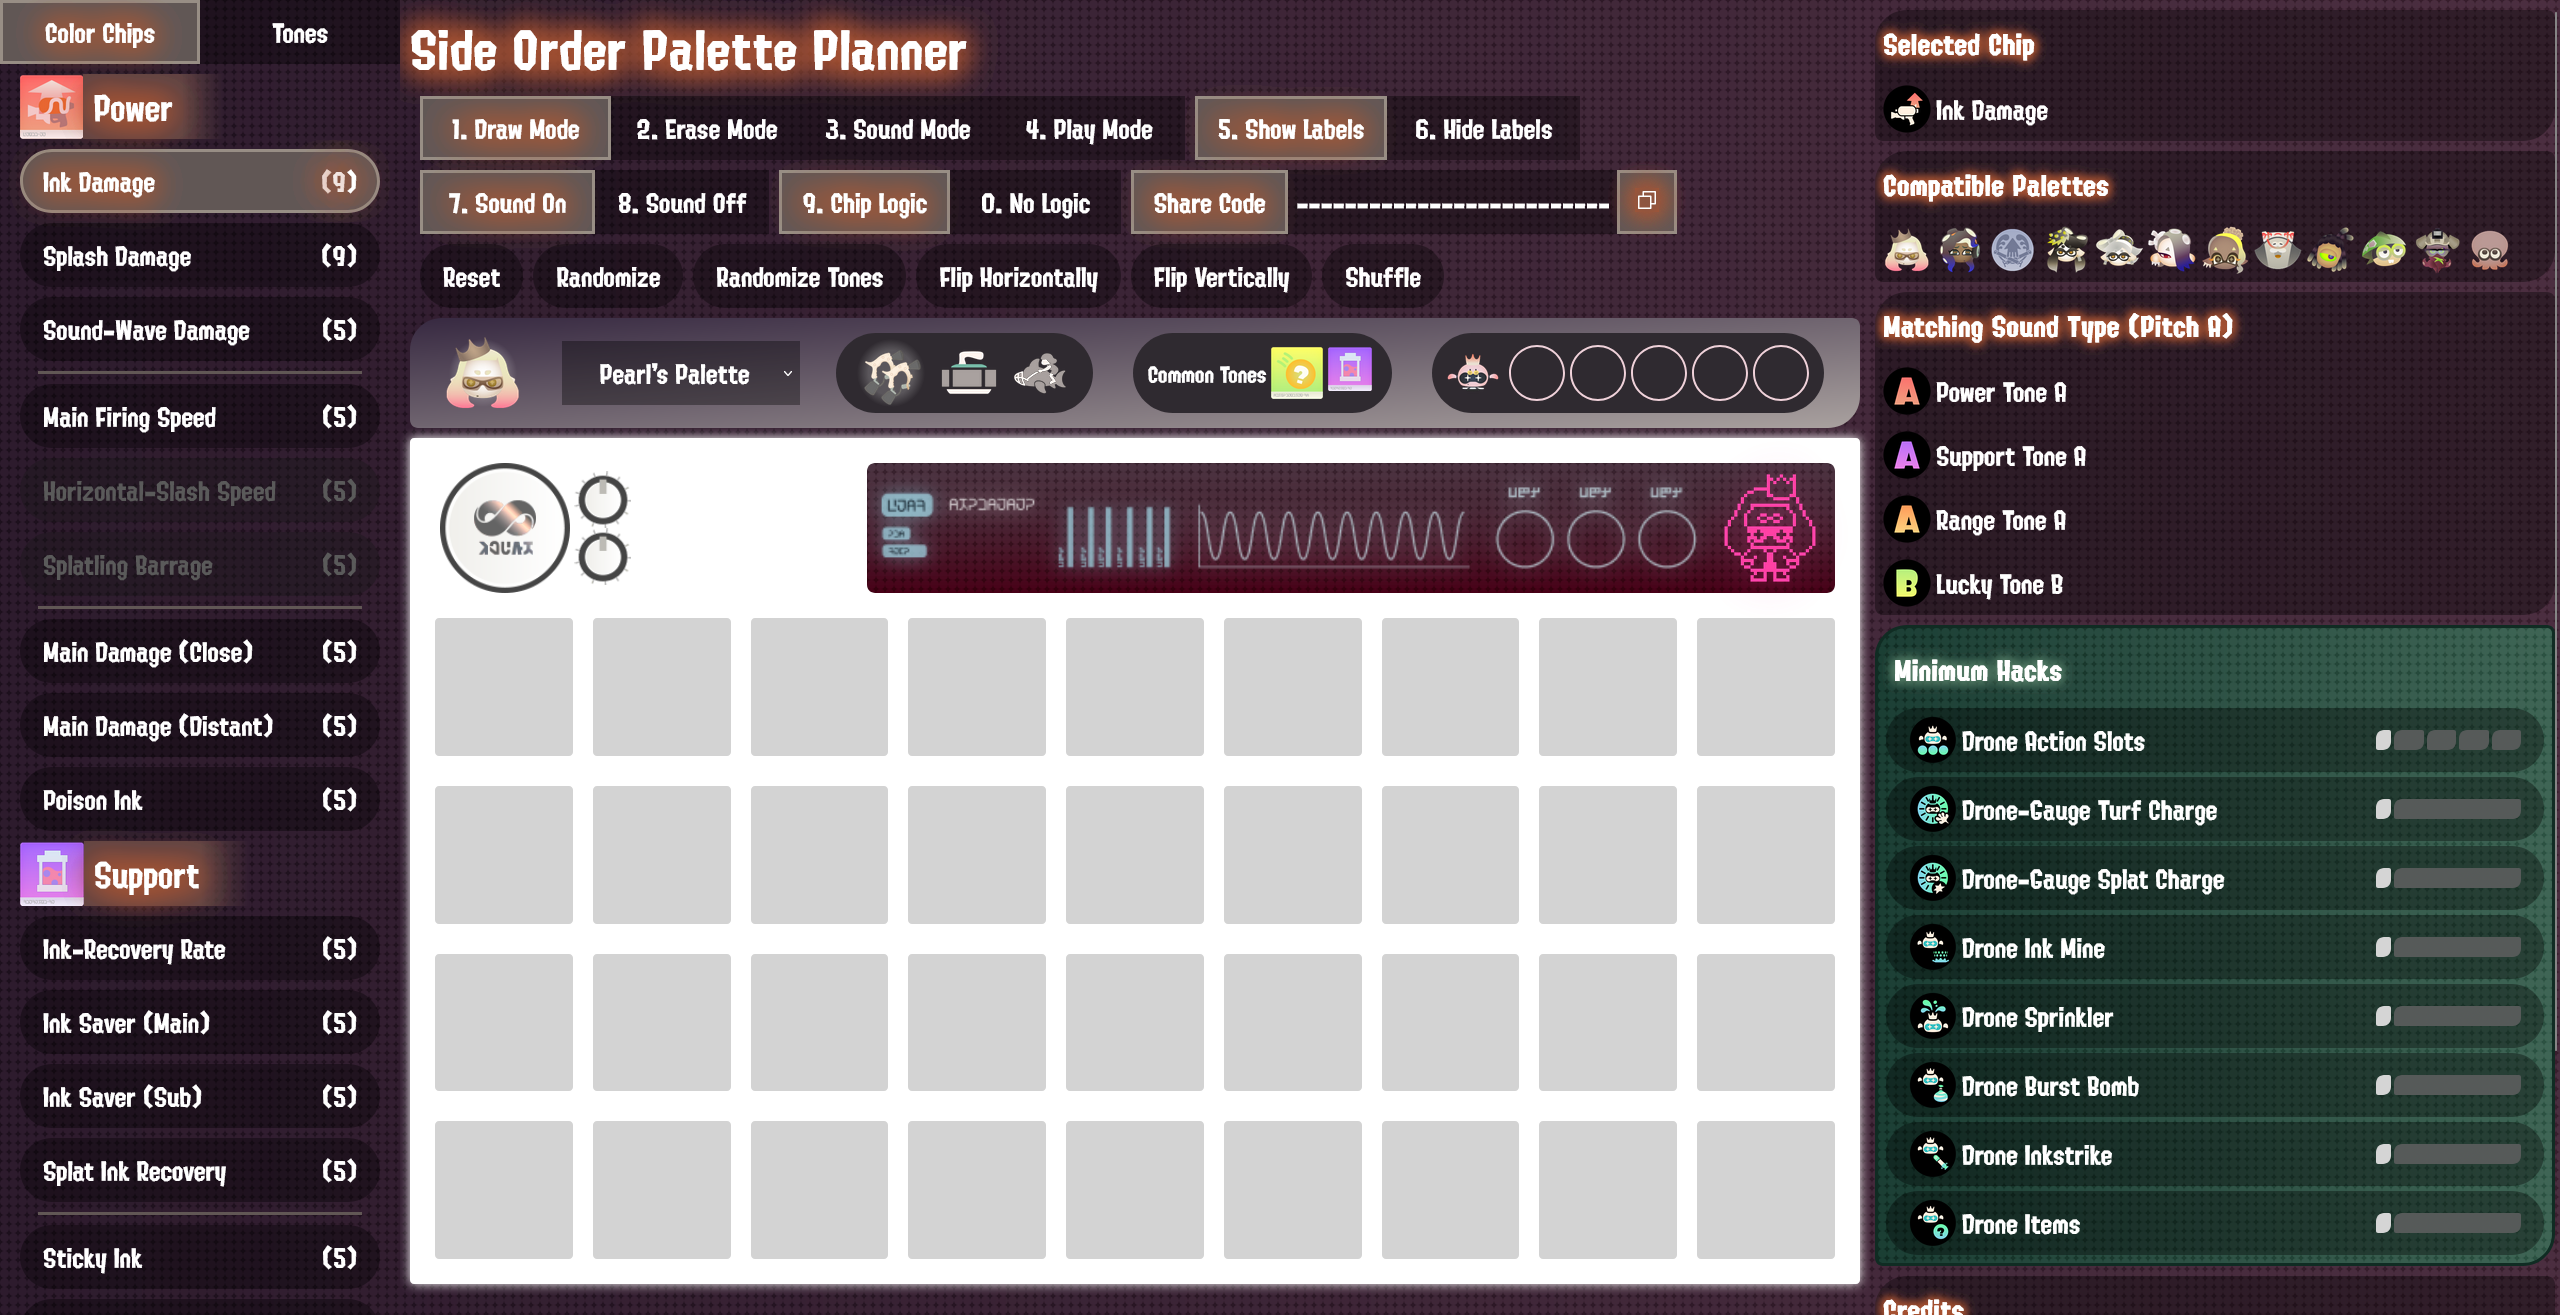 Color Chips
Tones
Power
Ink Damage (9)
Splash Damage (9)
Sound-Wave Damage (5)
Main Firing Speed (5)
Horizontal-Slash Speed (5)
Splatling Barrage (5)
Main Damage (Close) (5)
Main Damage (Distant) (5)
Poison Ink (5)
Support
Ink-Recovery Rate (5)
Ink Saver (Main) (5)
Ink Saver (Sub) (5)
Splat Ink Recovery (5)
Sticky Ink (5)
Side Order Palette Planner
1. Draw Mode
2. Erase Mode
3. Sound Mode
4. Play Mode
5. Show Labels
6. Hide Labels
7. Sound On
8. Sound Off
9. Chip Logic
0. No Logic
Share Code
--------------------------
Reset
Randomize
Randomize Tones
Flip Horizontally
Flip Vertically
Shuffle
Pearl's Palette
Common Tones
Selected Chip
Ink Damage
Compatible Palettes
Matching Sound Type (Pitch A)
A Power Tone A
A Support Tone A
A Range Tone A
B Lucky Tone B
Minimum Hacks
Drone Action Slots
Drone-Gauge Turf Charge
Drone-Gauge Splat Charge
Drone Ink Mine
Drone Sprinkler
Drone Burst Bomb
Drone Inkstrike
Drone Items
Credits